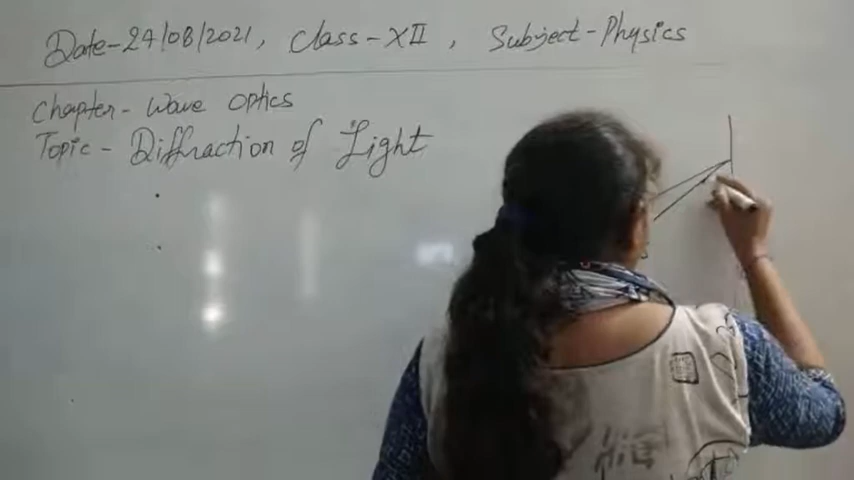 Date-24/08/2021, Class-XII, Subject-Physics
Chapter- Wave Optics
Topic- Diffraction of Light